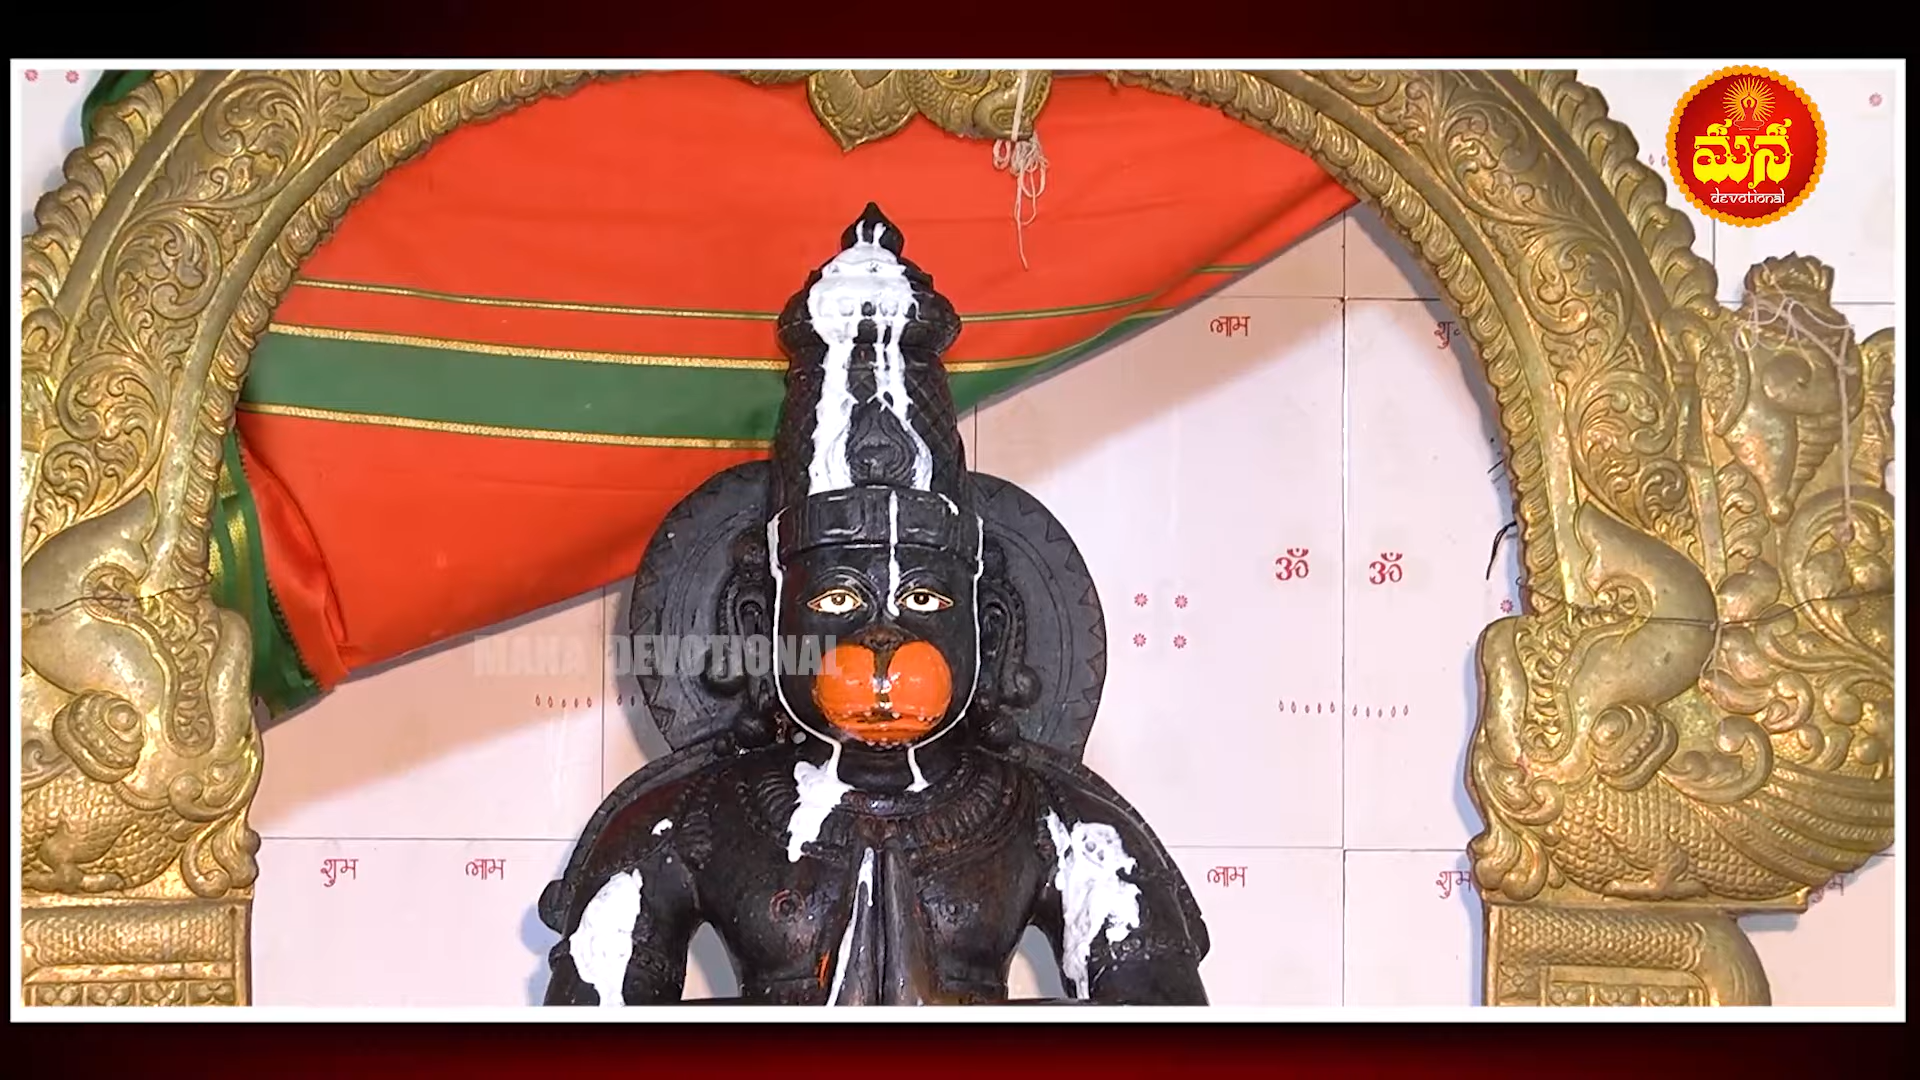 మన
devotional
लाभ
शु
ॐ ॐ
MANA DEVOTIONAL
शुभ लाभ
लाभ
शुभ